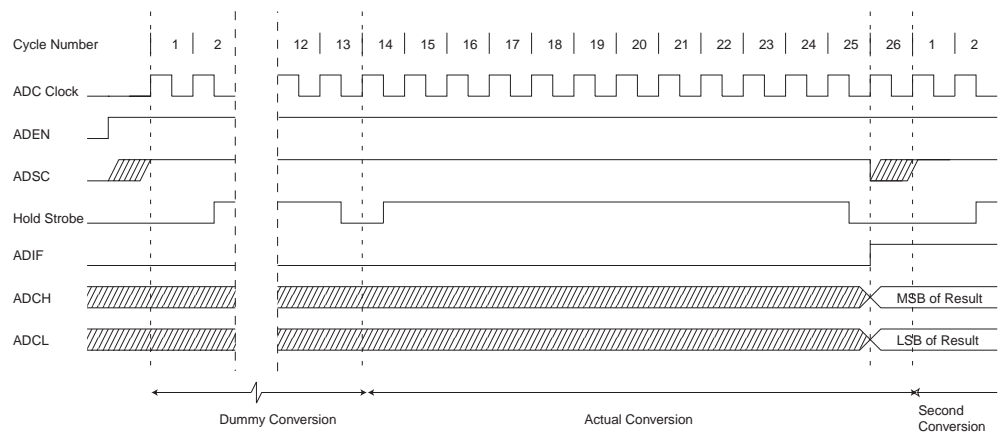 Cycle Number 1 2 12 13 14 15 16 17 18 19 20 21 22 23 24 25 26 1 2
ADC Clock
ADEN
ADSC
Hold Strobe
ADIF
ADCH MSB of Result
ADCL LSB of Result
Dummy Conversion Actual Conversion Second
Conversion